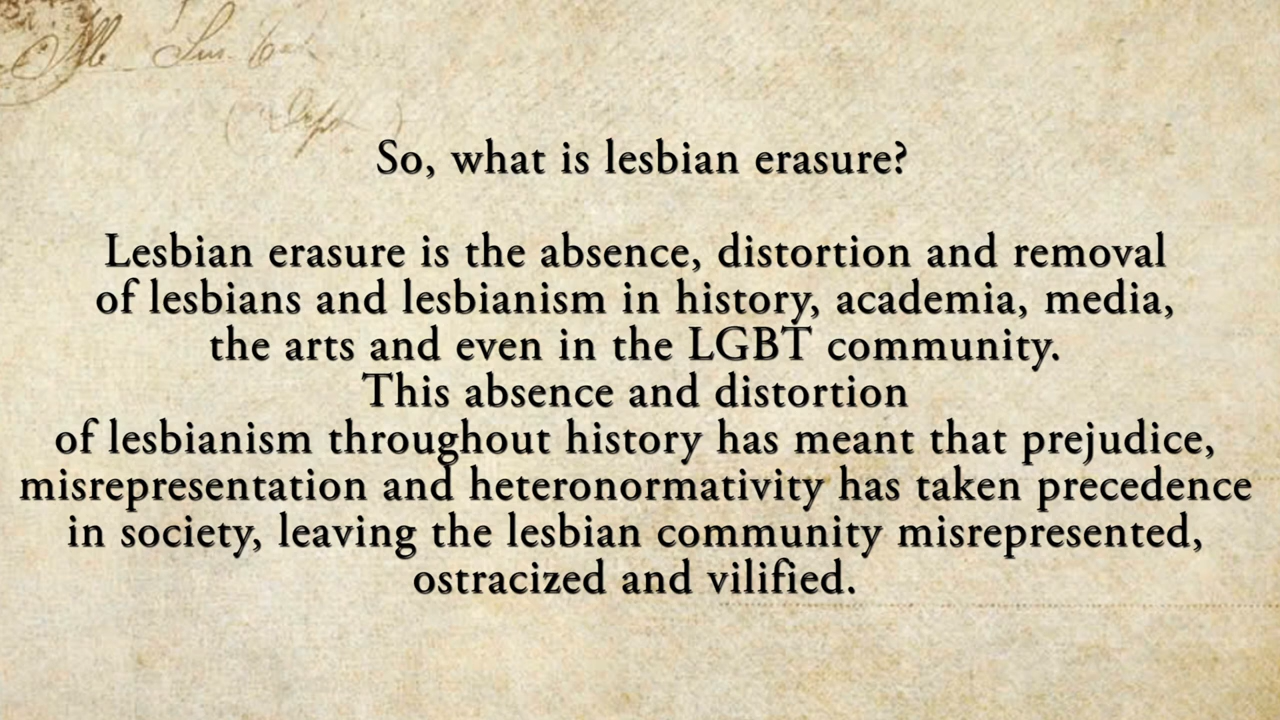 So, what is lesbian erasure?
Lesbian erasure is the absence, distortion and removal
of lesbians and lesbianism in history, academia, media,
the arts and even in the LGBT community.
This absence and distortion
of lesbianism throughout history has meant that prejudice,
misrepresentation and heteronormativity has taken precedence
in society, leaving the lesbian community misrepresented,
ostracized and vilified.